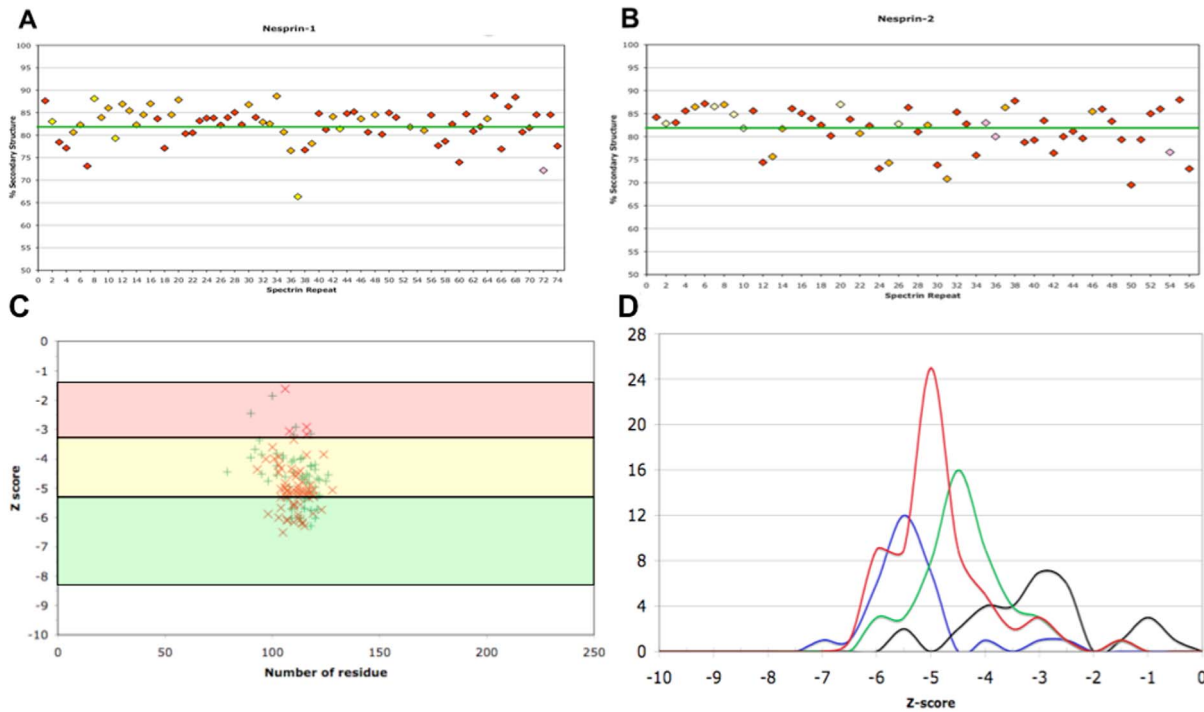 A
Nesprin-1
% Secondary Structure
100
95
90
85
80
75
70
65
60
55
50
0 2 4 6 8 10 12 14 16 18 20 22 24 26 28 30 32 34 36 38 40 42 44 46 48 50 52 54 56 58 60 62 64 66 68 70 72 74
Spectrin Repeat
B
Nesprin-2
% Secondary Structure
100
95
90
85
80
75
70
65
60
55
50
0 2 4 6 8 10 12 14 16 18 20 22 24 26 28 30 32 34 36 38 40 42 44 46 48 50 52 54 56
Spectrin Repeat
C
Z score
0
-1
-2
-3
-4
-5
-6
-7
-8
-9
-10
0 50 100 150 200 250
Number of residue
D
28
24
20
16
12
8
4
0
-10 -9 -8 -7 -6 -5 -4 -3 -2 -1 0
Z-score